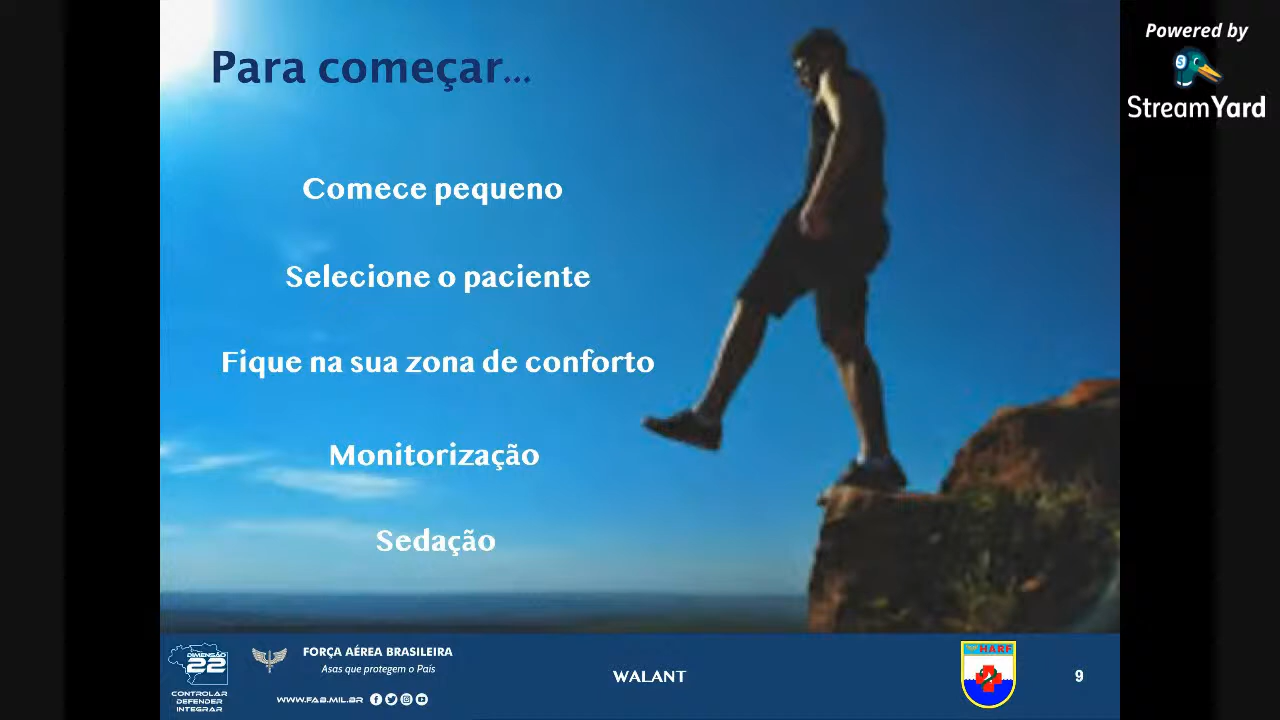 Powered by
StreamYard
Para começar...
Comece pequeno
Selecione o paciente
Fique na sua zona de conforto
Monitorização
Sedação
DIMENSÃO
22
CONTROLAR
DEFENDER
INTEGRAR
FORÇA AÉREA BRASILEIRA
Asas que protegem o País
WWW.FAB.MIL.BR
WALANT
HARF
9